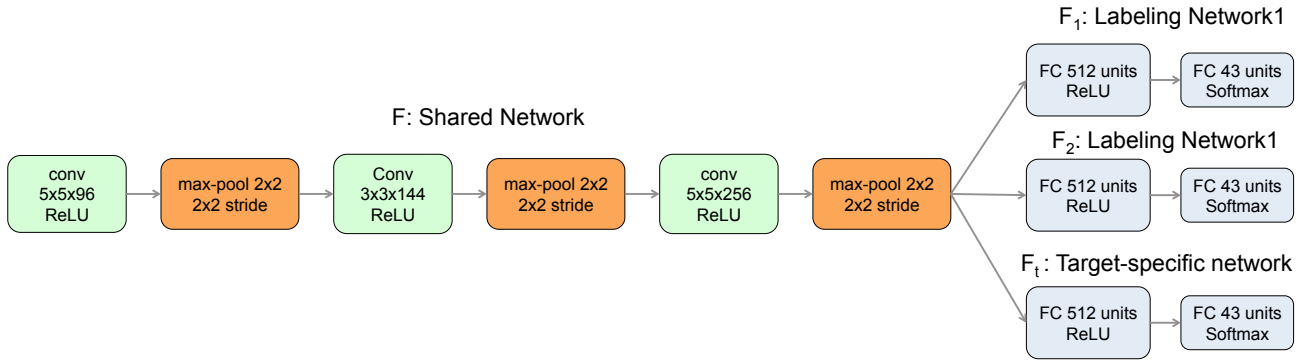 F1: Labeling Network1
FC 512 units
ReLU
FC 43 units
Softmax
F: Shared Network
conv
5x5x96
ReLU
max-pool 2x2
2x2 stride
Conv
3x3x144
ReLU
max-pool 2x2
2x2 stride
conv
5x5x256
ReLU
max-pool 2x2
2x2 stride
F2: Labeling Network1
FC 512 units
ReLU
FC 43 units
Softmax
Ft : Target-specific network
FC 512 units
ReLU
FC 43 units
Softmax